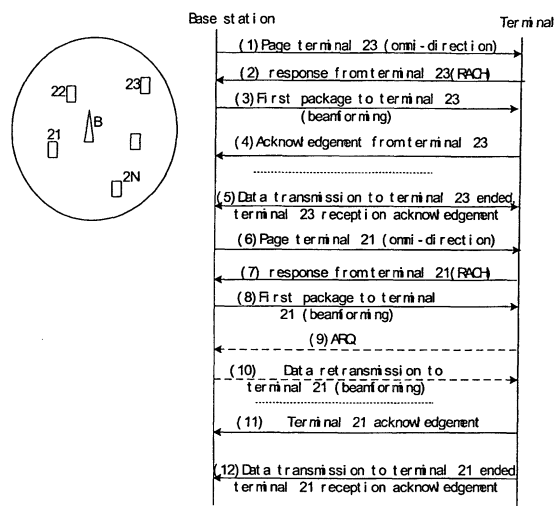 Base station
Terminal
22
23
B
21
2N
(1) Page terminal 23 (omni-direction)
(2) response from terminal 23(RACH)
(3) First package to terminal 23
(beamforming)
(4) Acknowledgement from terminal 23
(5) Data transmission to terminal 23 ended,
terminal 23 reception acknowledgement
(6) Page terminal 21 (omni-direction)
(7) response from terminal 21(RACH)
(8) First package to terminal
21 (beamforming)
(9) ARQ
(10) Data retransmission to
terminal 21 (beamforming)
(11) Terminal 21 acknowledgement
(12) Data transmission to terminal 21 ended
terminal 21 reception acknowledgement